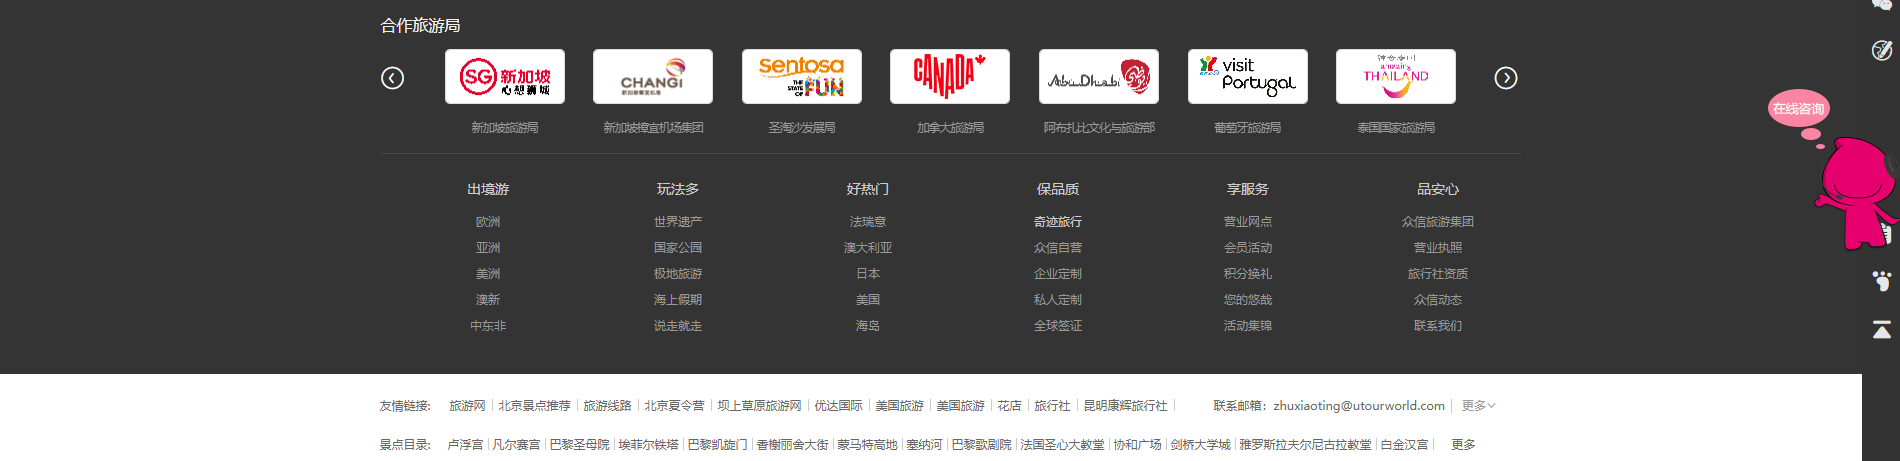 合作旅游局
SG 新加坡 心想狮城
CHANGI 新加坡樟宜机场集团
sentosa THE STATE OF FUN
CANADA
Abu Dhabi
visit Portugal
amazing THAILAND
新加坡旅游局 新加坡樟宜机场集团 圣淘沙发展局 加拿大旅游局 阿布扎比文化与旅游部 葡萄牙旅游局 泰国国家旅游局
在线咨询
出境游 玩法多 好热门 保品质 享服务 品安心
欧洲 世界遗产 法瑞意 奇迹旅行 营业网点 众信旅游集团
亚洲 国家公园 澳大利亚 众信自营 会员活动 营业执照
美洲 极地旅游 日本 企业定制 积分换礼 旅行社资质
澳新 海上假期 美国 私人定制 您的悠哉 众信动态
中东非 说走就走 海岛 全球签证 活动集锦 联系我们
友情链接: 旅游网 | 北京景点推荐 | 旅游线路 | 北京夏令营 | 坝上草原旅游网 | 优达国际 | 美国旅游 | 美国旅游 | 花店 | 旅行社 | 昆明康辉旅行社 | 联系邮箱：zhuxiaoting@utourworld.com | 更多
景点目录: 卢浮宫 | 凡尔赛宫 | 巴黎圣母院 | 埃菲尔铁塔 | 巴黎凯旋门 | 香榭丽舍大街 | 蒙马特高地 | 塞纳河 | 巴黎歌剧院 | 法国圣心大教堂 | 协和广场 | 剑桥大学城 | 雅罗斯拉夫尔尼古拉教堂 | 白金汉宫 | 更多